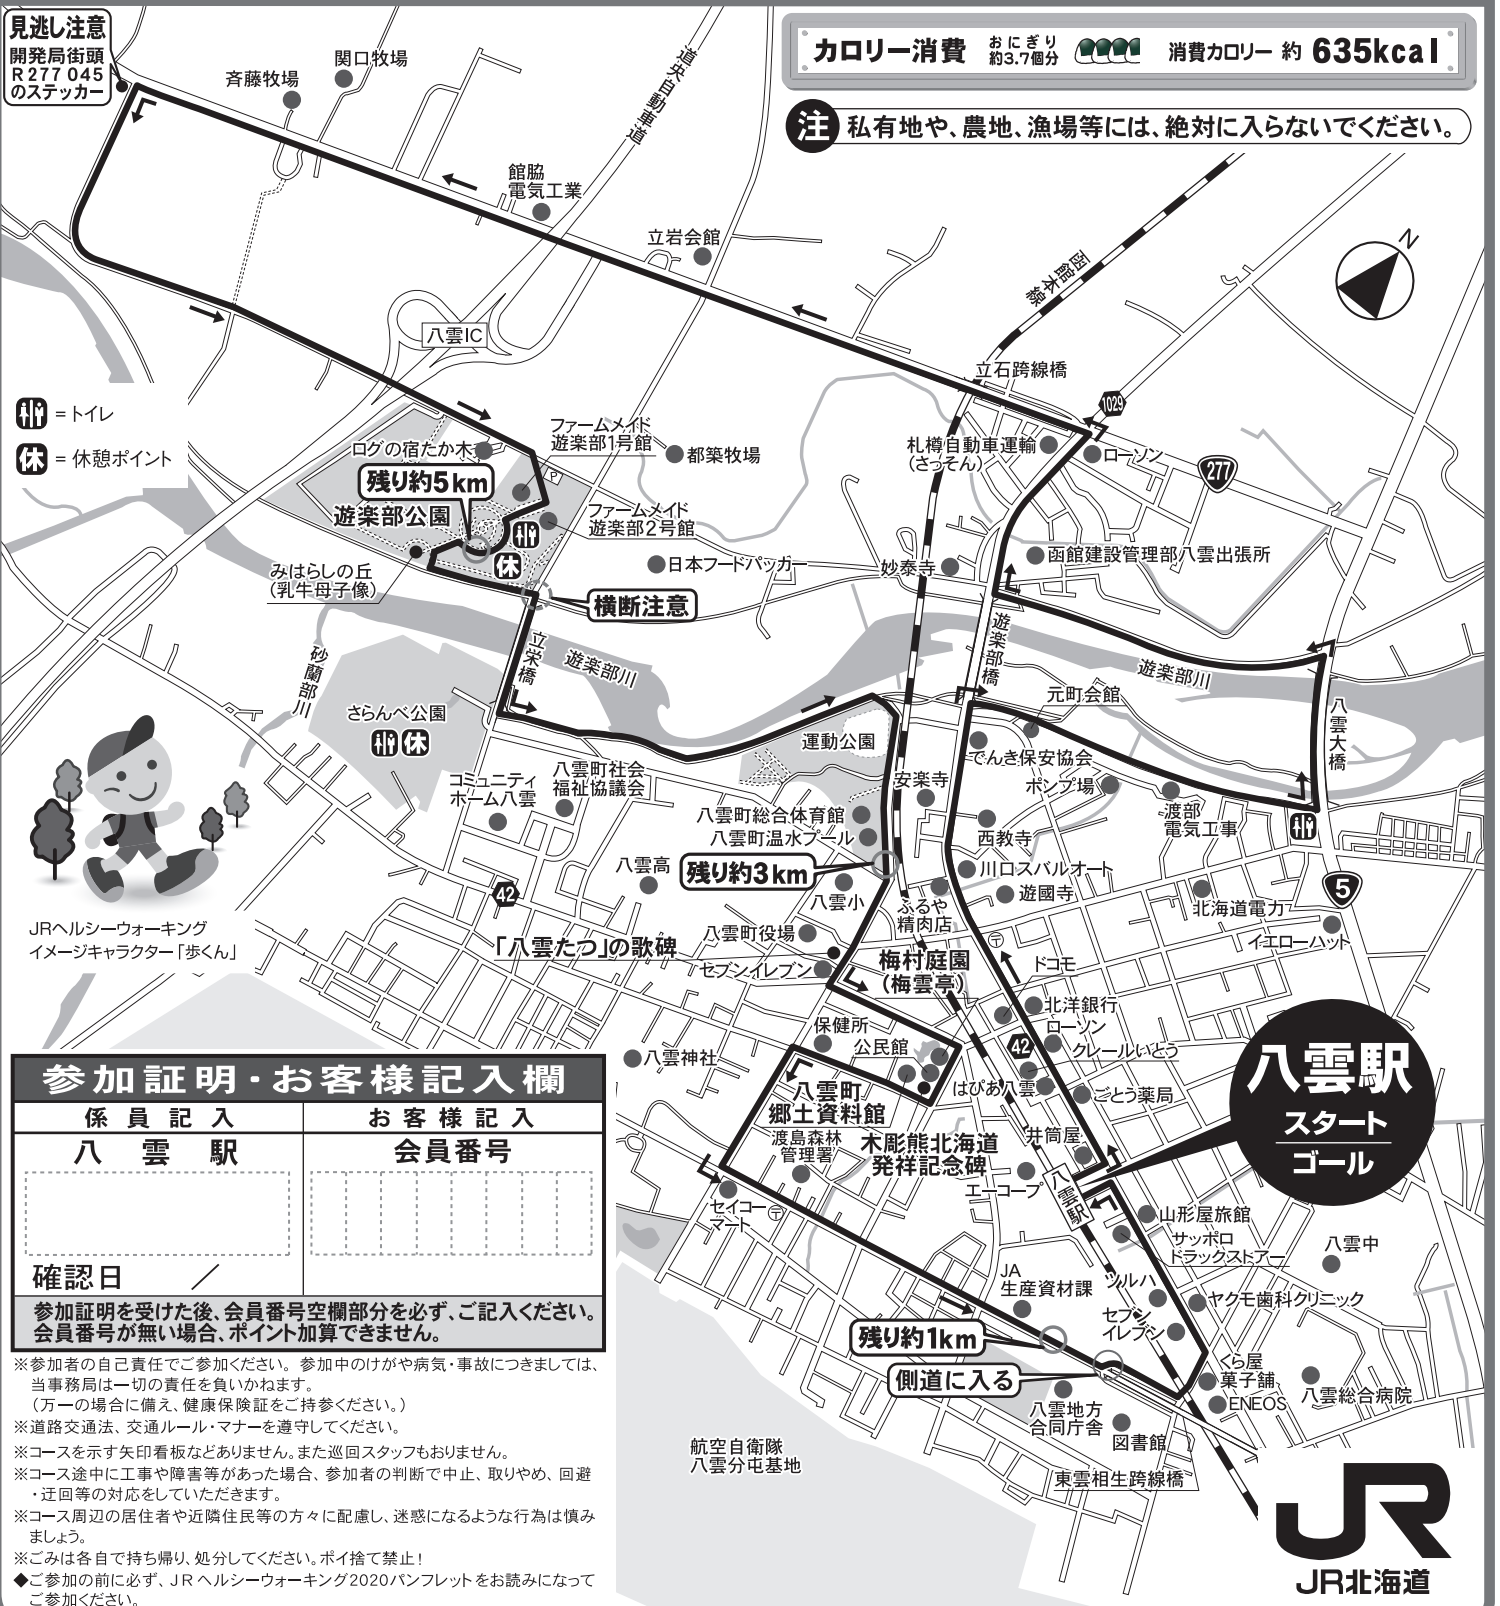 見逃し注意
開発局街頭
R277 045
のステッカー
関口牧場
斉藤牧場
道央自動車道
カロリー消費
おにぎり
約3.7個分
消費カロリー 約 635kcal
注 私有地や、農地、漁場等には、絶対に入らないでください。
館脇
電気工業
立岩会館
函館本線
N
八雲IC
立石跨線橋
1029
= トイレ
休 = 休憩ポイント
ファームメイド
遊楽部1号館
ログの宿たか木
都築牧場
札樽自動車運輸
(さっそん)
ローソン
277
残り約5km
P
遊楽部公園
ファームメイド
遊楽部2号館
休
日本フードパッカー
妙泰寺
函館建設管理部八雲出張所
みはらしの丘
(乳牛母子像)
横断注意
立栄橋
遊楽部川
遊楽部橋
遊楽部川
砂蘭部川
さらんべ公園
休
元町会館
八雲大橋
運動公園
でんき保安協会
コミュニティ
ホーム八雲
八雲町社会
福祉協議会
安楽寺
ポンプ場
八雲町総合体育館
八雲町温水プール
渡部
電気工事
西教寺
八雲高
残り約3km
川口スバルオート
42
八雲小
遊國寺
5
ふるや
精肉店
北海道電力
JRヘルシーウォーキング
イメージキャラクター「歩くん」
八雲町役場
イエローハット
「八雲たつ」の歌碑
セブンイレブン
梅村庭園
(梅雲亭)
ドコモ
北洋銀行
ローソン
保健所
公民館
42
クレールいとう
八雲神社
はぴあ八雲
ごとう薬局
八雲駅
スタート
ゴール
八雲町
郷土資料館
渡島森林
管理署
木彫熊北海道
発祥記念碑
井筒屋
エーコープ
八雲駅
セイコー
マート
山形屋旅館
サッポロ
ドラックストアー
八雲中
JA
生産資材課
ツルハ
ヤクモ歯科クリニック
セブン
イレブン
残り約1km
側道に入る
くら屋
菓子舗
ENEOS
八雲総合病院
八雲地方
合同庁舎
図書館
航空自衛隊
八雲分屯基地
東雲相生跨線橋
参加証明・お客様記入欄
係員記入
お客様記入
八雲駅
会員番号
確認日 ／
参加証明を受けた後、会員番号空欄部分を必ず、ご記入ください。
会員番号が無い場合、ポイント加算できません。
※参加者の自己責任でご参加ください。 参加中のけがや病気・事故につきましては、
当事務局は一切の責任を負いかねます。
(万一の場合に備え、健康保険証をご持参ください。)
※道路交通法、交通ルール・マナーを遵守してください。
※コースを示す矢印看板などありません。また巡回スタッフもおりません。
※コース途中に工事や障害等があった場合、参加者の判断で中止、取りやめ、回避
・迂回等の対応をしていただきます。
※コース周辺の居住者や近隣住民等の方々に配慮し、迷惑になるような行為は慎み
ましょう。
※ごみは各自で持ち帰り、処分してください。ポイ捨て禁止！
◆ご参加の前に必ず、JRヘルシーウォーキング2020パンフレットをお読みになって
ご参加ください。
JR
JR北海道